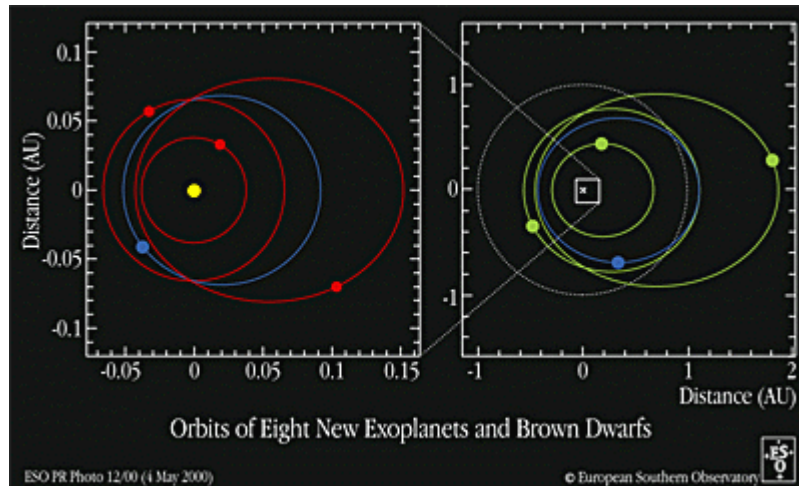 0.1
0.05
0
-0.05
-0.1
Distance (AU)
-0.05
0
0.05
0.1
0.15
1
0
-1
-1
0
1
2
Distance (AU)
Orbits of Eight New Exoplanets and Brown Dwarfs
ESO PR Photo 12/00 (4 May 2000)
© European Southern Observatory
ESO